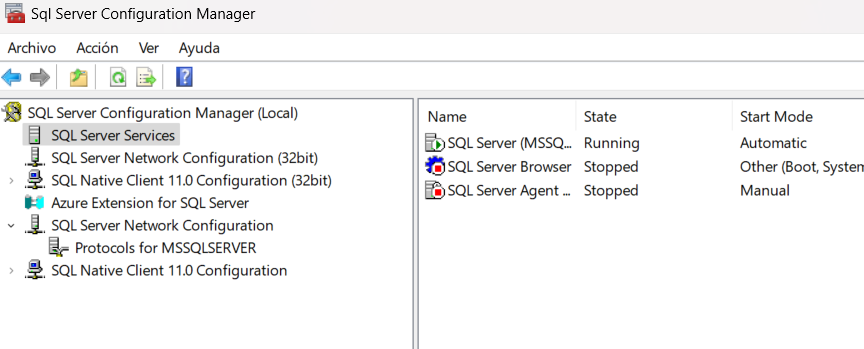 Sql Server Configuration Manager
Archivo Acción Ver Ayuda
SQL Server Configuration Manager (Local)
SQL Server Services
SQL Server Network Configuration (32bit)
SQL Native Client 11.0 Configuration (32bit)
Azure Extension for SQL Server
SQL Server Network Configuration
Protocols for MSSQLSERVER
SQL Native Client 11.0 Configuration
Name State Start Mode
SQL Server (MSSQ... Running Automatic
SQL Server Browser Stopped Other (Boot, System
SQL Server Agent ... Stopped Manual